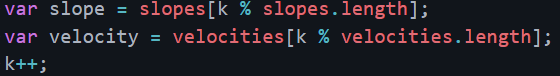 var slope = slopes[k % slopes.length];
var velocity = velocities[k % velocities.length];
k++;